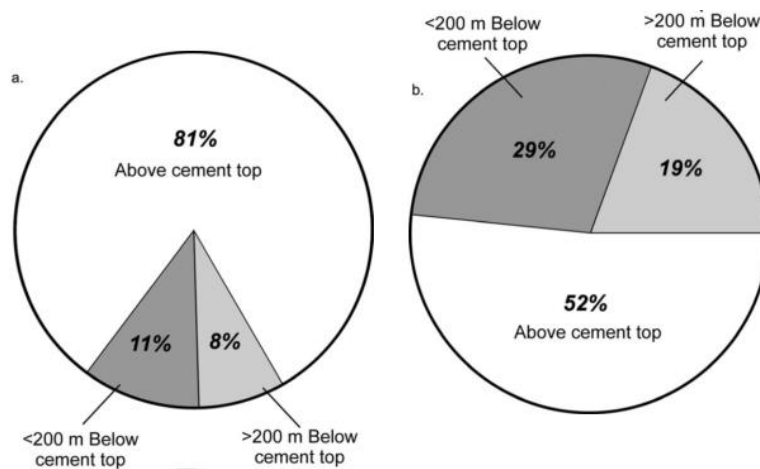 a.
81%
Above cement top
11%
8%
<200 m Below
cement top
>200 m Below
cement top
b.
<200 m Below
cement top
>200 m Below
cement top
29%
19%
52%
Above cement top